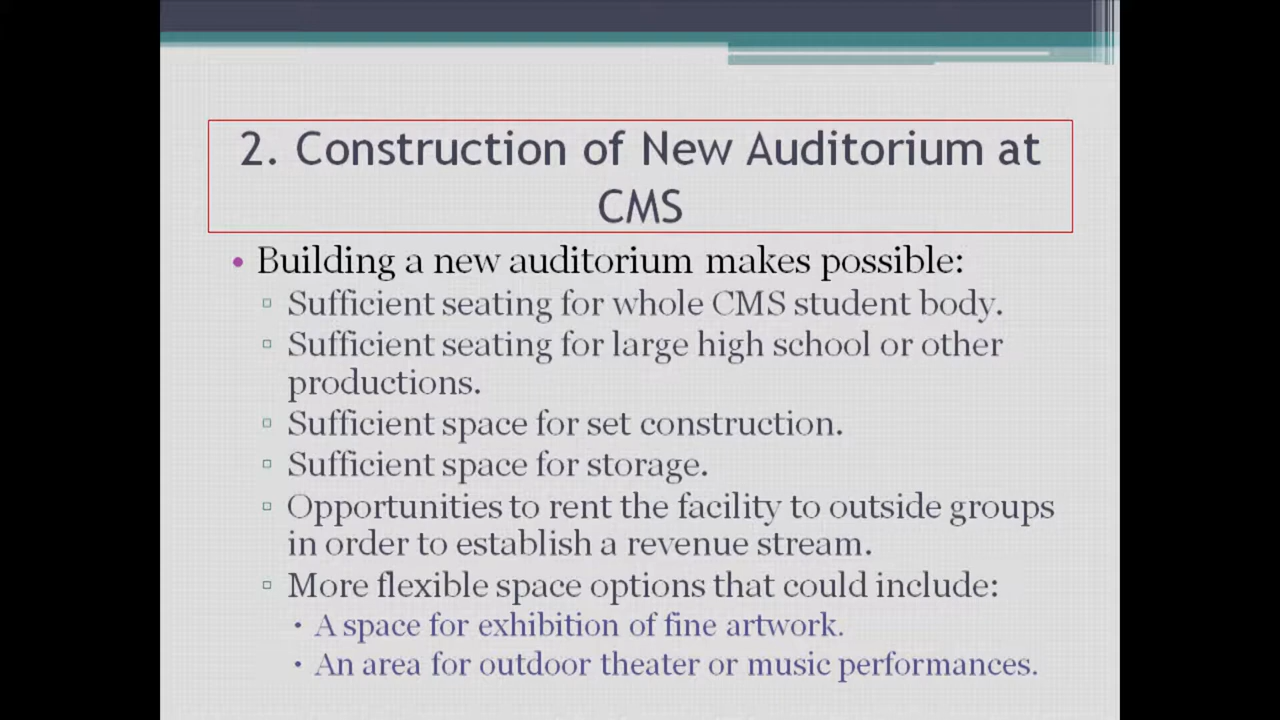 2. Construction of New Auditorium at
CMS
• Building a new auditorium makes possible:
▫ Sufficient seating for whole CMS student body.
▫ Sufficient seating for large high school or other
productions.
▫ Sufficient space for set construction.
▫ Sufficient space for storage.
▫ Opportunities to rent the facility to outside groups
in order to establish a revenue stream.
▫ More flexible space options that could include:
• A space for exhibition of fine artwork.
• An area for outdoor theater or music performances.